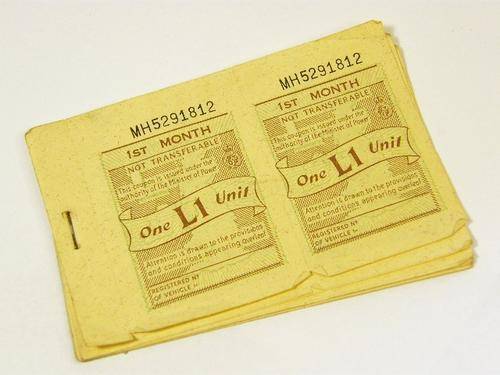 MH5291812
1ST MONTH
NOT TRANSFERABLE
This coupon is issued under the
authority of the Minister of Power
One L1 Unit
Attention is drawn to the provisions
and conditions appearing overleaf
REGISTERED Nº
OF VEHICLE :-
MH5291812
1ST MONTH
NOT TRANSFERABLE
This coupon is issued under the
authority of the Minister of Power
One L1 Unit
Attention is drawn to the provisions
and conditions appearing overleaf
REGISTERED Nº
OF VEHICLE :-